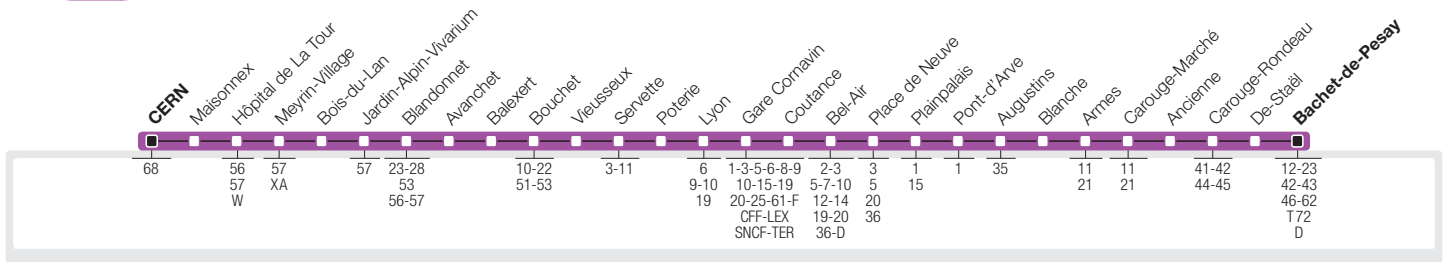 CERN
Maisonnex
Hôpital de La Tour
Meyrin-Village
Bois-du-Lan
Jardin-Alpin-Vivarium
Blandonnet
Avanchet
Balexert
Bouchet
Vieusseux
Servette
Poterie
Lyon
Gare Cornavin
Coutance
Bel-Air
Place de Neuve
Plainpalais
Pont-d'Arve
Augustins
Blanche
Armes
Carouge-Marché
Ancienne
Carouge-Rondeau
De-Staël
Bachet-de-Pesay
68
56
57
W
57
XA
57
23-28
53
56-57
10-22
51-53
3-11
6
9-10
19
1-3-5-6-8-9
10-15-19
20-25-61-F
CFF-LEX
SNCF-TER
2-3
5-7-10
12-14
19-20
36-D
3
5
20
36
1
15
1
35
11
21
11
21
41-42
44-45
12-23
42-43
46-62
T 72
D